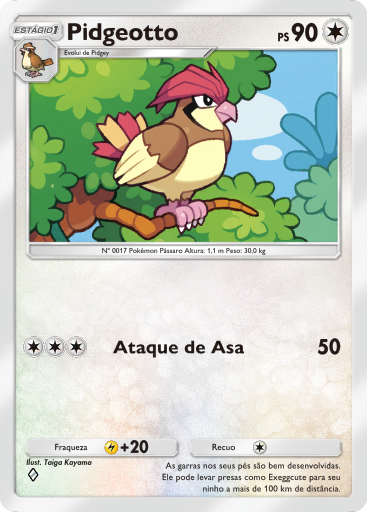 ESTÁGIO 1
Pidgeotto
PS 90
Evolui de Pidgey
N° 0017 Pokémon Pássaro Altura: 1,1 m Peso: 30,0 kg
Ataque de Asa 50
Fraqueza +20
Recuo
Ilust. Taiga Kayama
As garras nos seus pés são bem desenvolvidas.
Ele pode levar presas como Exeggcute para seu
ninho a mais de 100 km de distância.